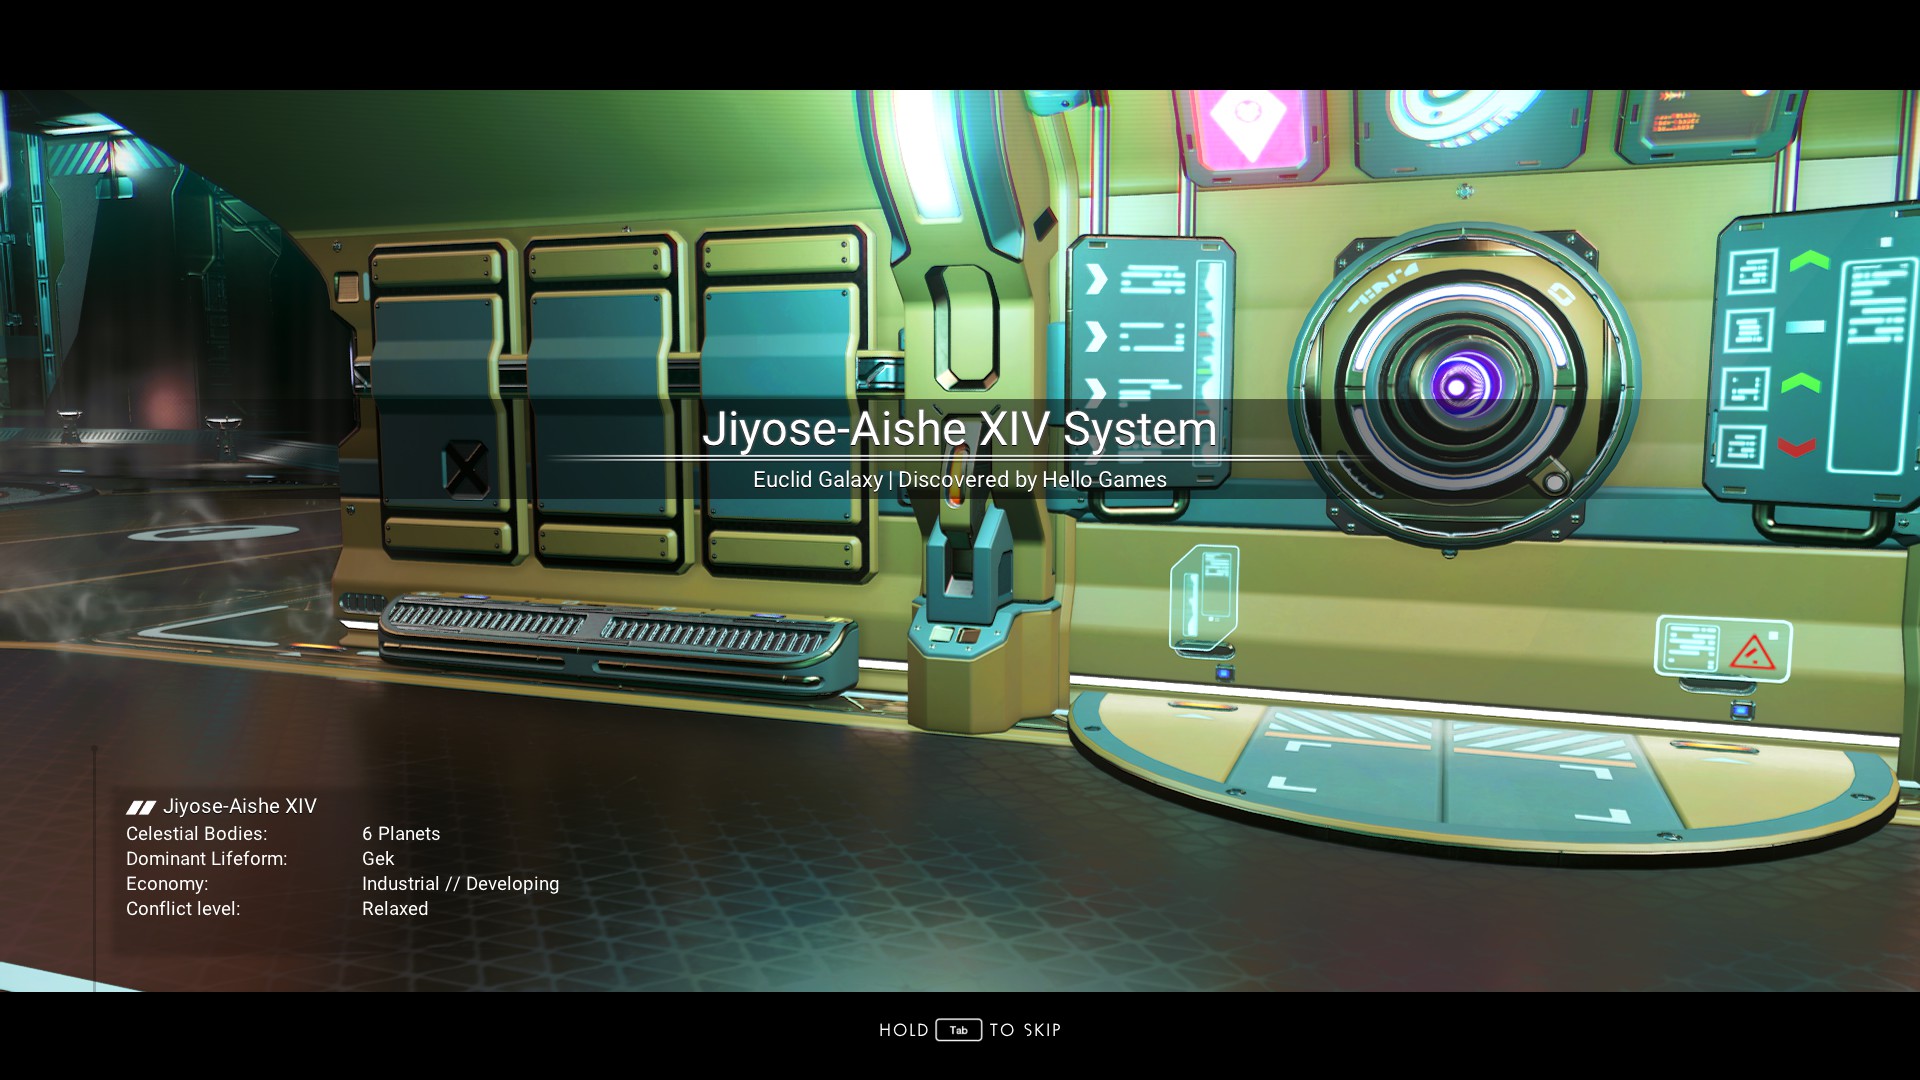 Jiyose-Aishe XIV System
Euclid Galaxy | Discovered by Hello Games
Jiyose-Aishe XIV
Celestial Bodies: 6 Planets
Dominant Lifeform: Gek
Economy: Industrial // Developing
Conflict level: Relaxed
HOLD Tab TO SKIP